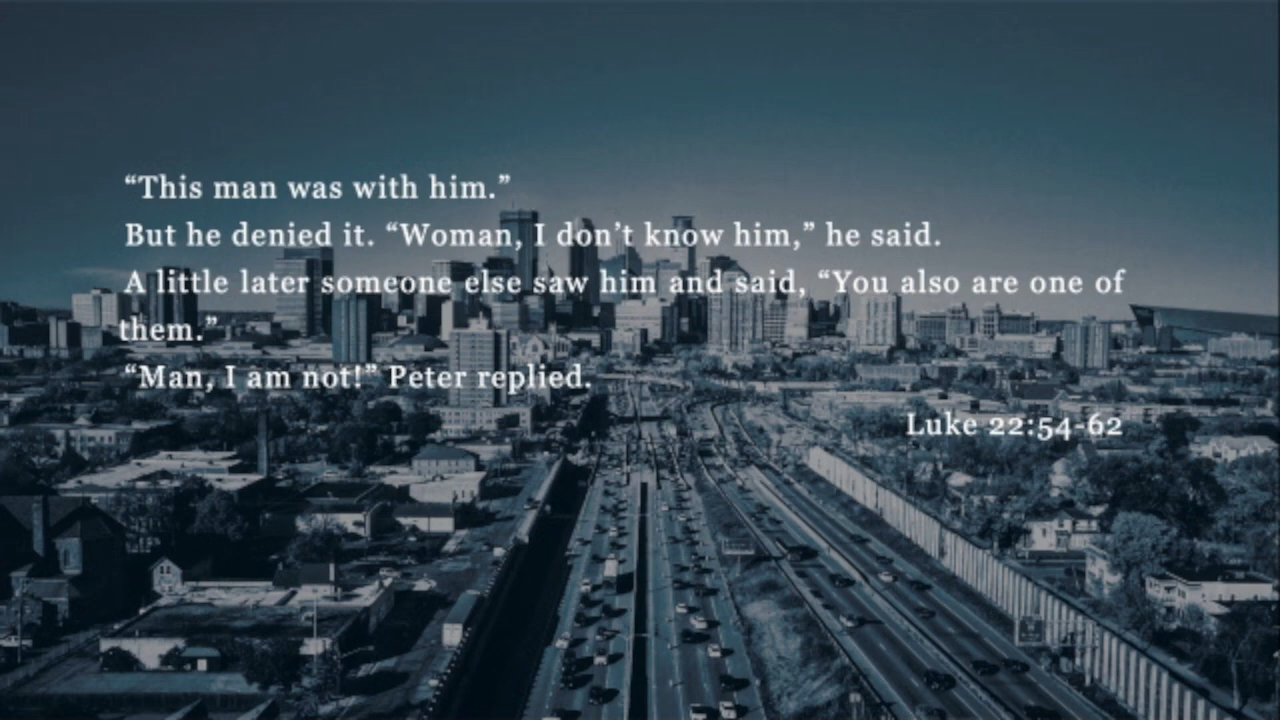 “This man was with him.”
But he denied it. “Woman, I don’t know him,” he said.
A little later someone else saw him and said, “You also are one of
them.”
“Man, I am not!” Peter replied.
Luke 22:54-62